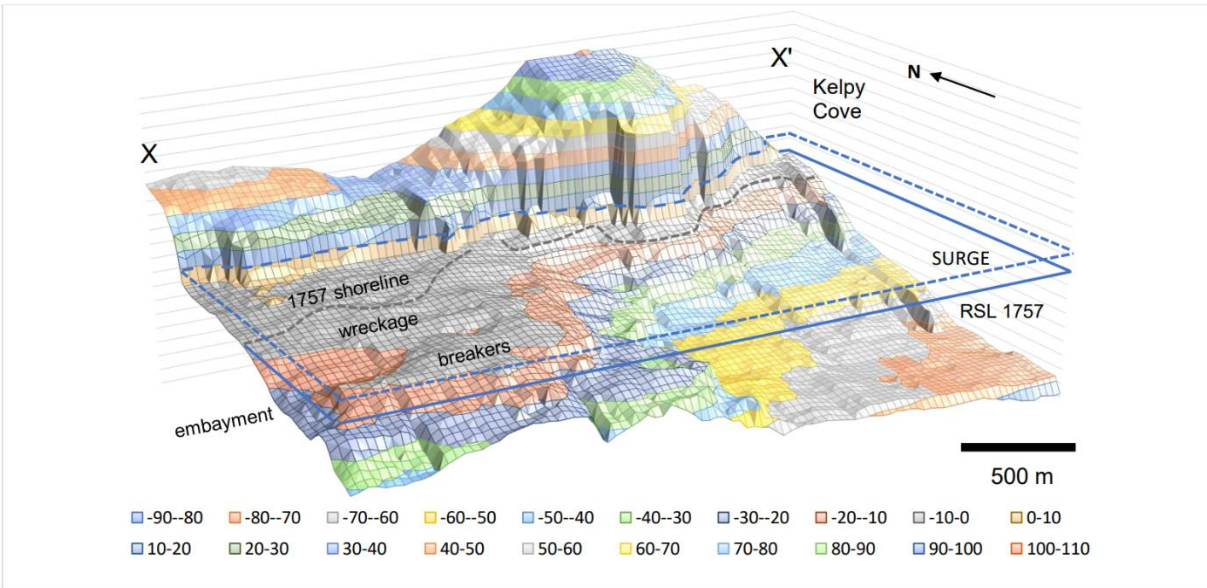 X'
N
Kelpy
Cove
X
1757 shoreline
SURGE
wreckage
RSL 1757
breakers
embayment
500 m
-90--80 -80--70 -70--60 -60--50 -50--40 -40--30 -30--20 -20--10 -10-0 0-10
10-20 20-30 30-40 40-50 50-60 60-70 70-80 80-90 90-100 100-110